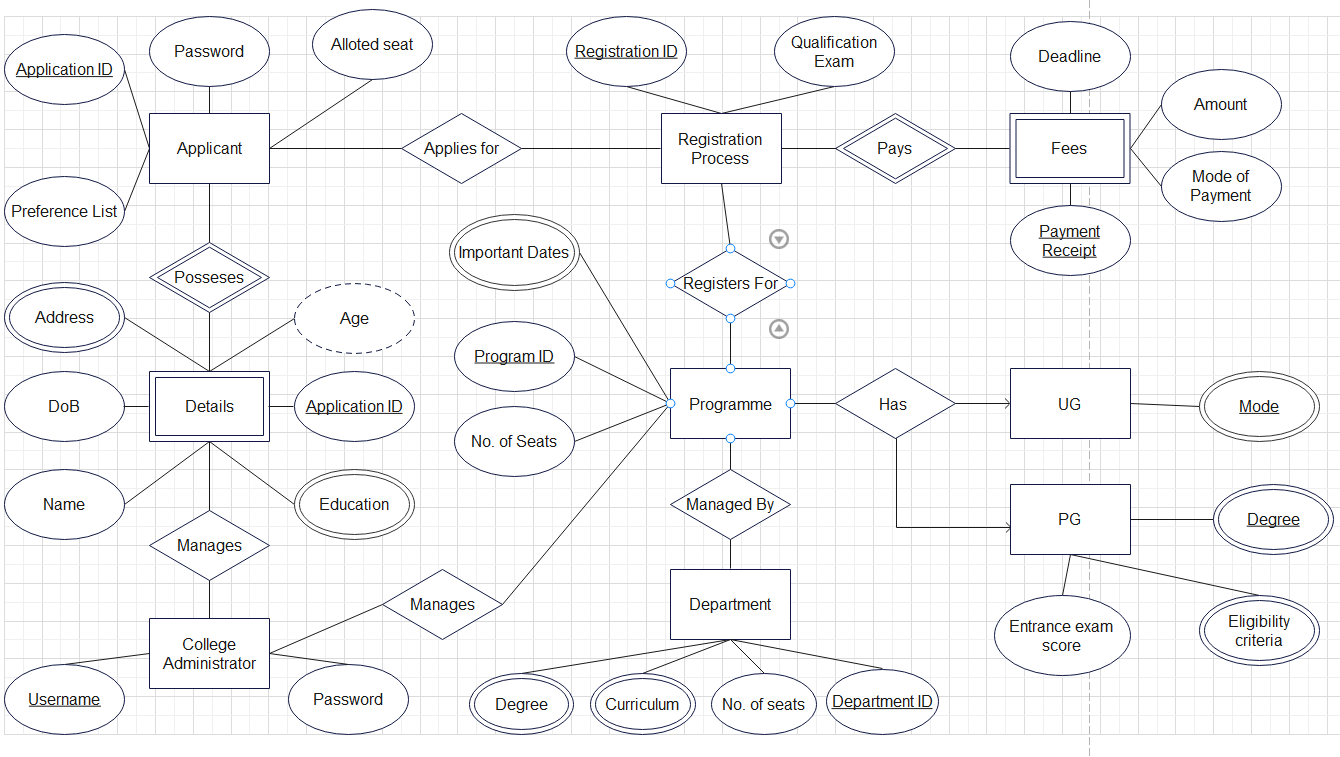 Application ID
Password
Alloted seat
Registration ID
Qualification
Exam
Deadline
Amount
Applicant
Applies for
Registration
Process
Pays
Fees
Mode of
Payment
Preference List
Payment
Receipt
Important Dates
Posseses
Registers For
Address
Age
Program ID
DoB
Details
Application ID
Programme
Has
UG
Mode
No. of Seats
Name
Education
Managed By
PG
Degree
Manages
Manages
Department
Entrance exam
score
Eligibility
criteria
College
Administrator
Username
Password
Degree
Curriculum
No. of seats
Department ID